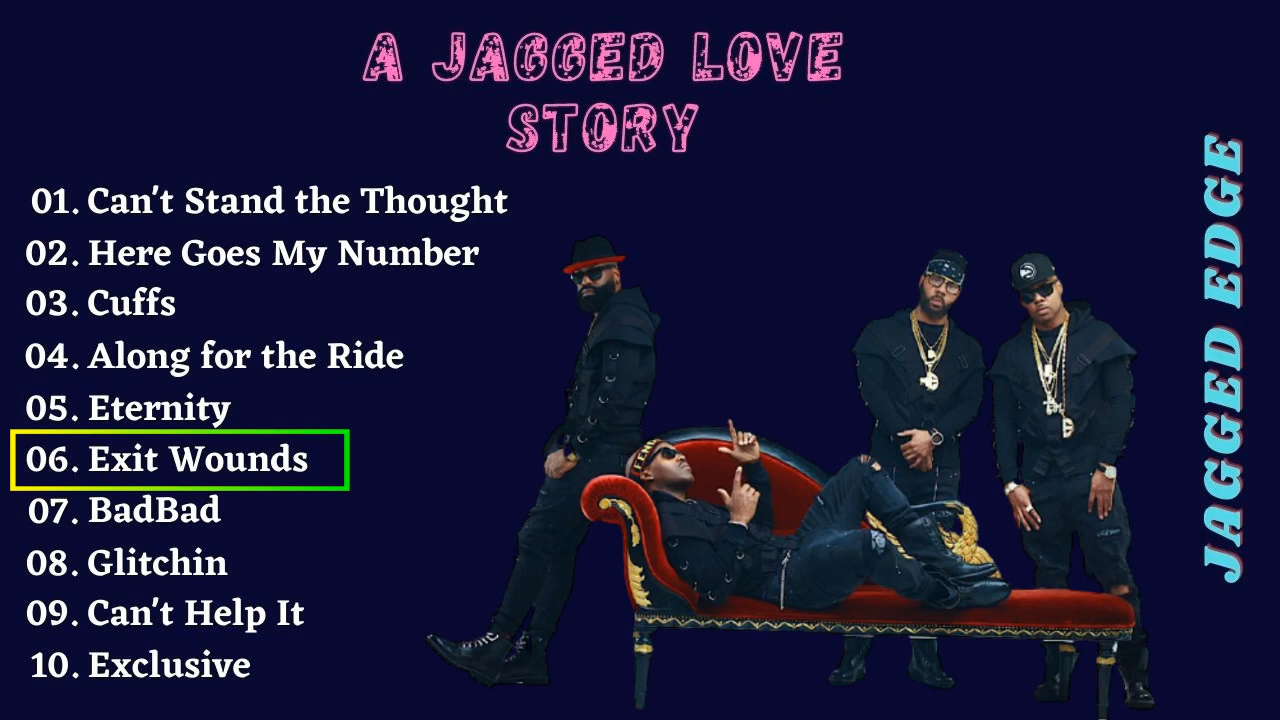 A JAGGED LOVE
STORY
01. Can't Stand the Thought
02. Here Goes My Number
03. Cuffs
04. Along for the Ride
05. Eternity
06. Exit Wounds
07. BadBad
08. Glitchin
09. Can't Help It
10. Exclusive
JAGGED EDGE